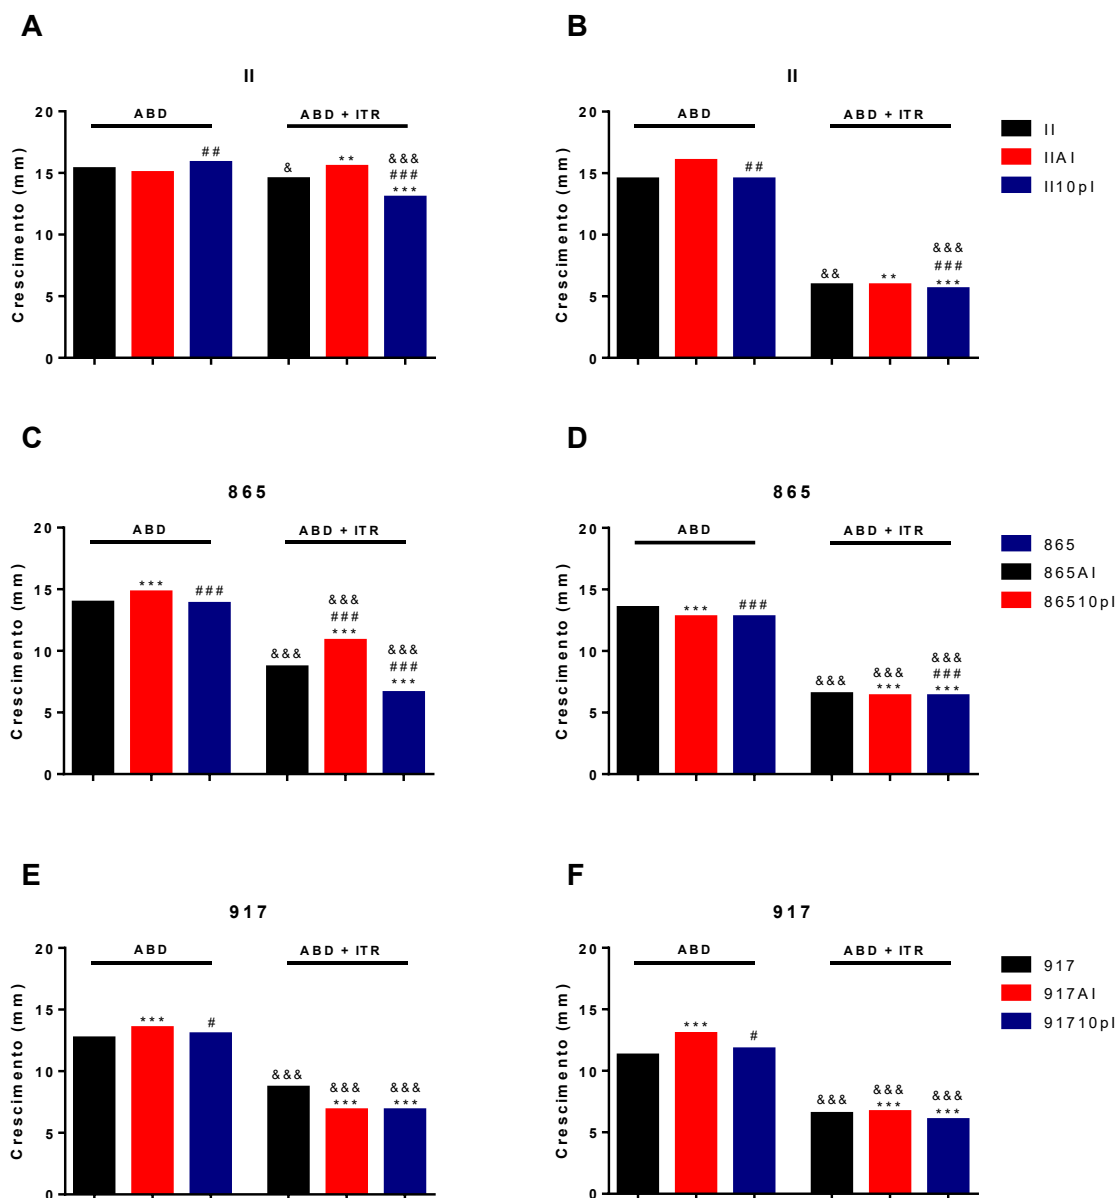 A
II
ABD
ABD + ITR
20
15
10
5
0
Crescimento (mm)
##
&
**
&&&
###
***
B
II
ABD
ABD + ITR
20
15
10
5
0
Crescimento (mm)
##
&&
**
&&&
###
***
II
IIAI
II10pI
C
865
ABD
ABD + ITR
20
15
10
5
0
Crescimento (mm)
***
###
&&&
&&&
###
***
&&&
###
***
D
865
ABD
ABD + ITR
20
15
10
5
0
Crescimento (mm)
***
###
&&&
&&&
***
&&&
###
***
865
865AI
86510pI
E
917
ABD
ABD + ITR
20
15
10
5
0
Crescimento (mm)
***
#
&&&
&&&
***
&&&
***
F
917
ABD
ABD + ITR
20
15
10
5
0
Crescimento (mm)
***
#
&&&
&&&
***
&&&
***
917
917AI
91710pI